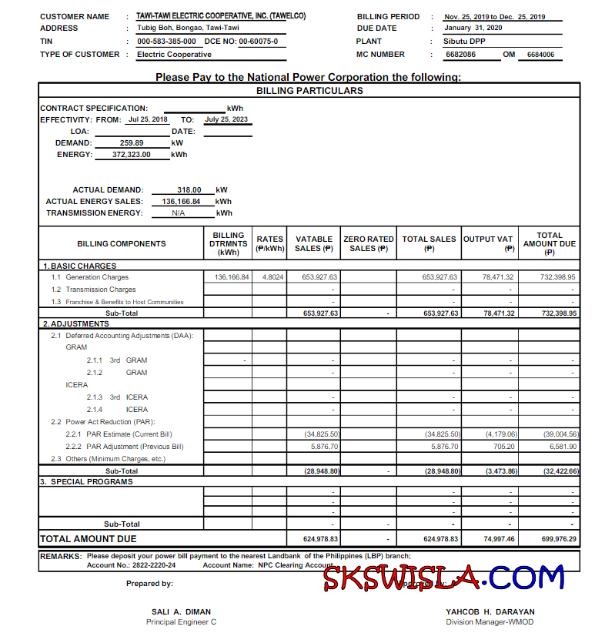 CUSTOMER NAME : TAWI-TAWI ELECTRIC COOPERATIVE, INC. (TAWELCO) BILLING PERIOD : Nov. 25, 2019 to Dec. 25, 2019
ADDRESS : Tubig Boh, Bongao, Tawi-Tawi DUE DATE : January 31, 2020
TIN : 000-583-385-000 DCE NO: 00-60075-0 PLANT : Sibutu DPP
TYPE OF CUSTOMER : Electric Cooperative MC NUMBER : 6682086 OM 6684006
Please Pay to the National Power Corporation the following:
BILLING PARTICULARS
CONTRACT SPECIFICATION: kWh
EFFECTIVITY: FROM: Jul 25, 2018 TO: July 25, 2023
LOA: DATE:
DEMAND: 259.89 kW
ENERGY: 372,323.00 kWh
ACTUAL DEMAND: 318.00 kW
ACTUAL ENERGY SALES: 136,166.84 kWh
TRANSMISSION ENERGY: N/A kWh
BILLING COMPONENTS BILLING DTRMNTS (kWh) RATES (₱/kWh) VATABLE SALES (₱) ZERO RATED SALES (₱) TOTAL SALES (₱) OUTPUT VAT (₱) TOTAL AMOUNT DUE (₱)
1. BASIC CHARGES
1.1 Generation Charges 136,166.84 4.8024 653,927.63 653,927.63 78,471.32 732,398.95
1.2 Transmission Charges - - - -
1.3 Franchise & Benefits to Host Communities - - - -
Sub-Total 653,927.63 - 653,927.63 78,471.32 732,398.95
2. ADJUSTMENTS
2.1 Deferred Accounting Adjustments (DAA):
GRAM
2.1.1 3rd GRAM - - - - -
2.1.2 GRAM - - - -
ICERA
2.1.3 3rd ICERA - - - -
2.1.4 ICERA - - - -
2.2 Power Act Reduction (PAR):
2.2.1 PAR Estimate (Current Bill) (34,825.50) (34,825.50) (4,179.06) (39,004.56)
2.2.2 PAR Adjustment (Previous Bill) 5,876.70 5,876.70 705.20 6,581.90
2.3 Others (Minimum Charges, etc.)
Sub-Total (28,948.80) - (28,948.80) (3,473.86) (32,422.66)
3. SPECIAL PROGRAMS
- - - -
- - - -
- - - -
Sub-Total - - - - -
TOTAL AMOUNT DUE 624,978.83 - 624,978.83 74,997.46 699,976.29
REMARKS: Please deposit your power bill payment to the nearest Landbank of the Philippines (LBP) branch;
Account No.: 2822-2220-24 Account Name: NPC Clearing Account
SKSWISLA.COM
Prepared by:
SALI A. DIMAN YAHCOB H. DARAYAN
Principal Engineer C Division Manager-WMOD